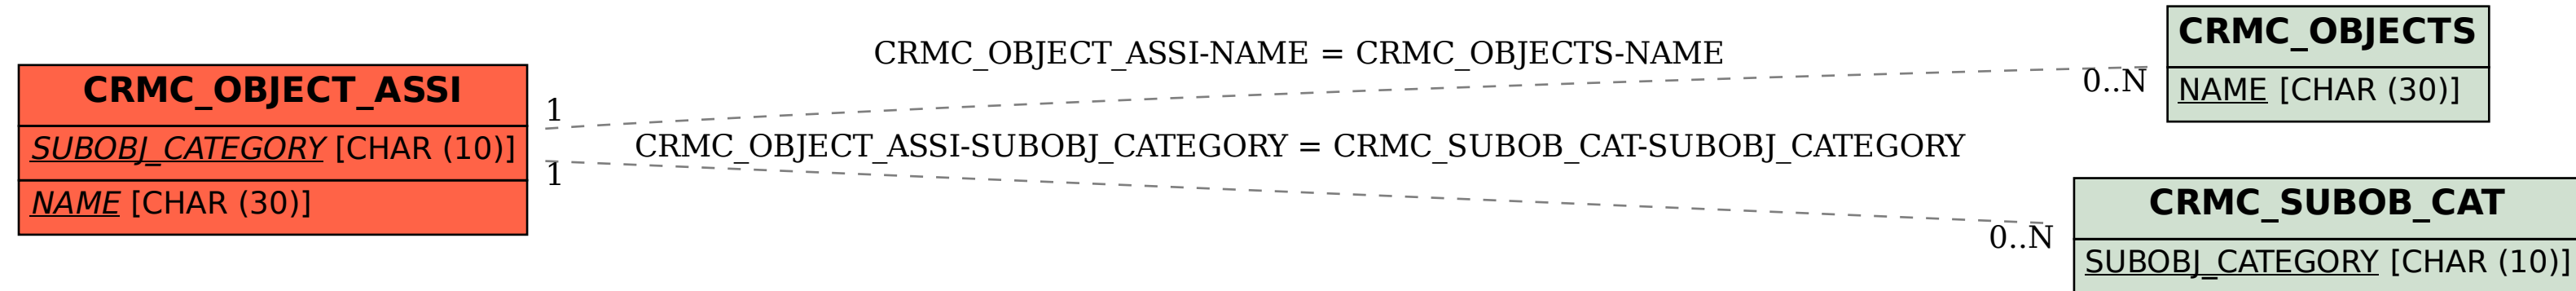 CRMC_OBJECT_ASSI
SUBOBJ_CATEGORY [CHAR (10)]
NAME [CHAR (30)]
CRMC_OBJECT_ASSI-NAME = CRMC_OBJECTS-NAME
1
0..N
CRMC_OBJECT_ASSI-SUBOBJ_CATEGORY = CRMC_SUBOB_CAT-SUBOBJ_CATEGORY
1
0..N
CRMC_OBJECTS
NAME [CHAR (30)]
CRMC_SUBOB_CAT
SUBOBJ_CATEGORY [CHAR (10)]